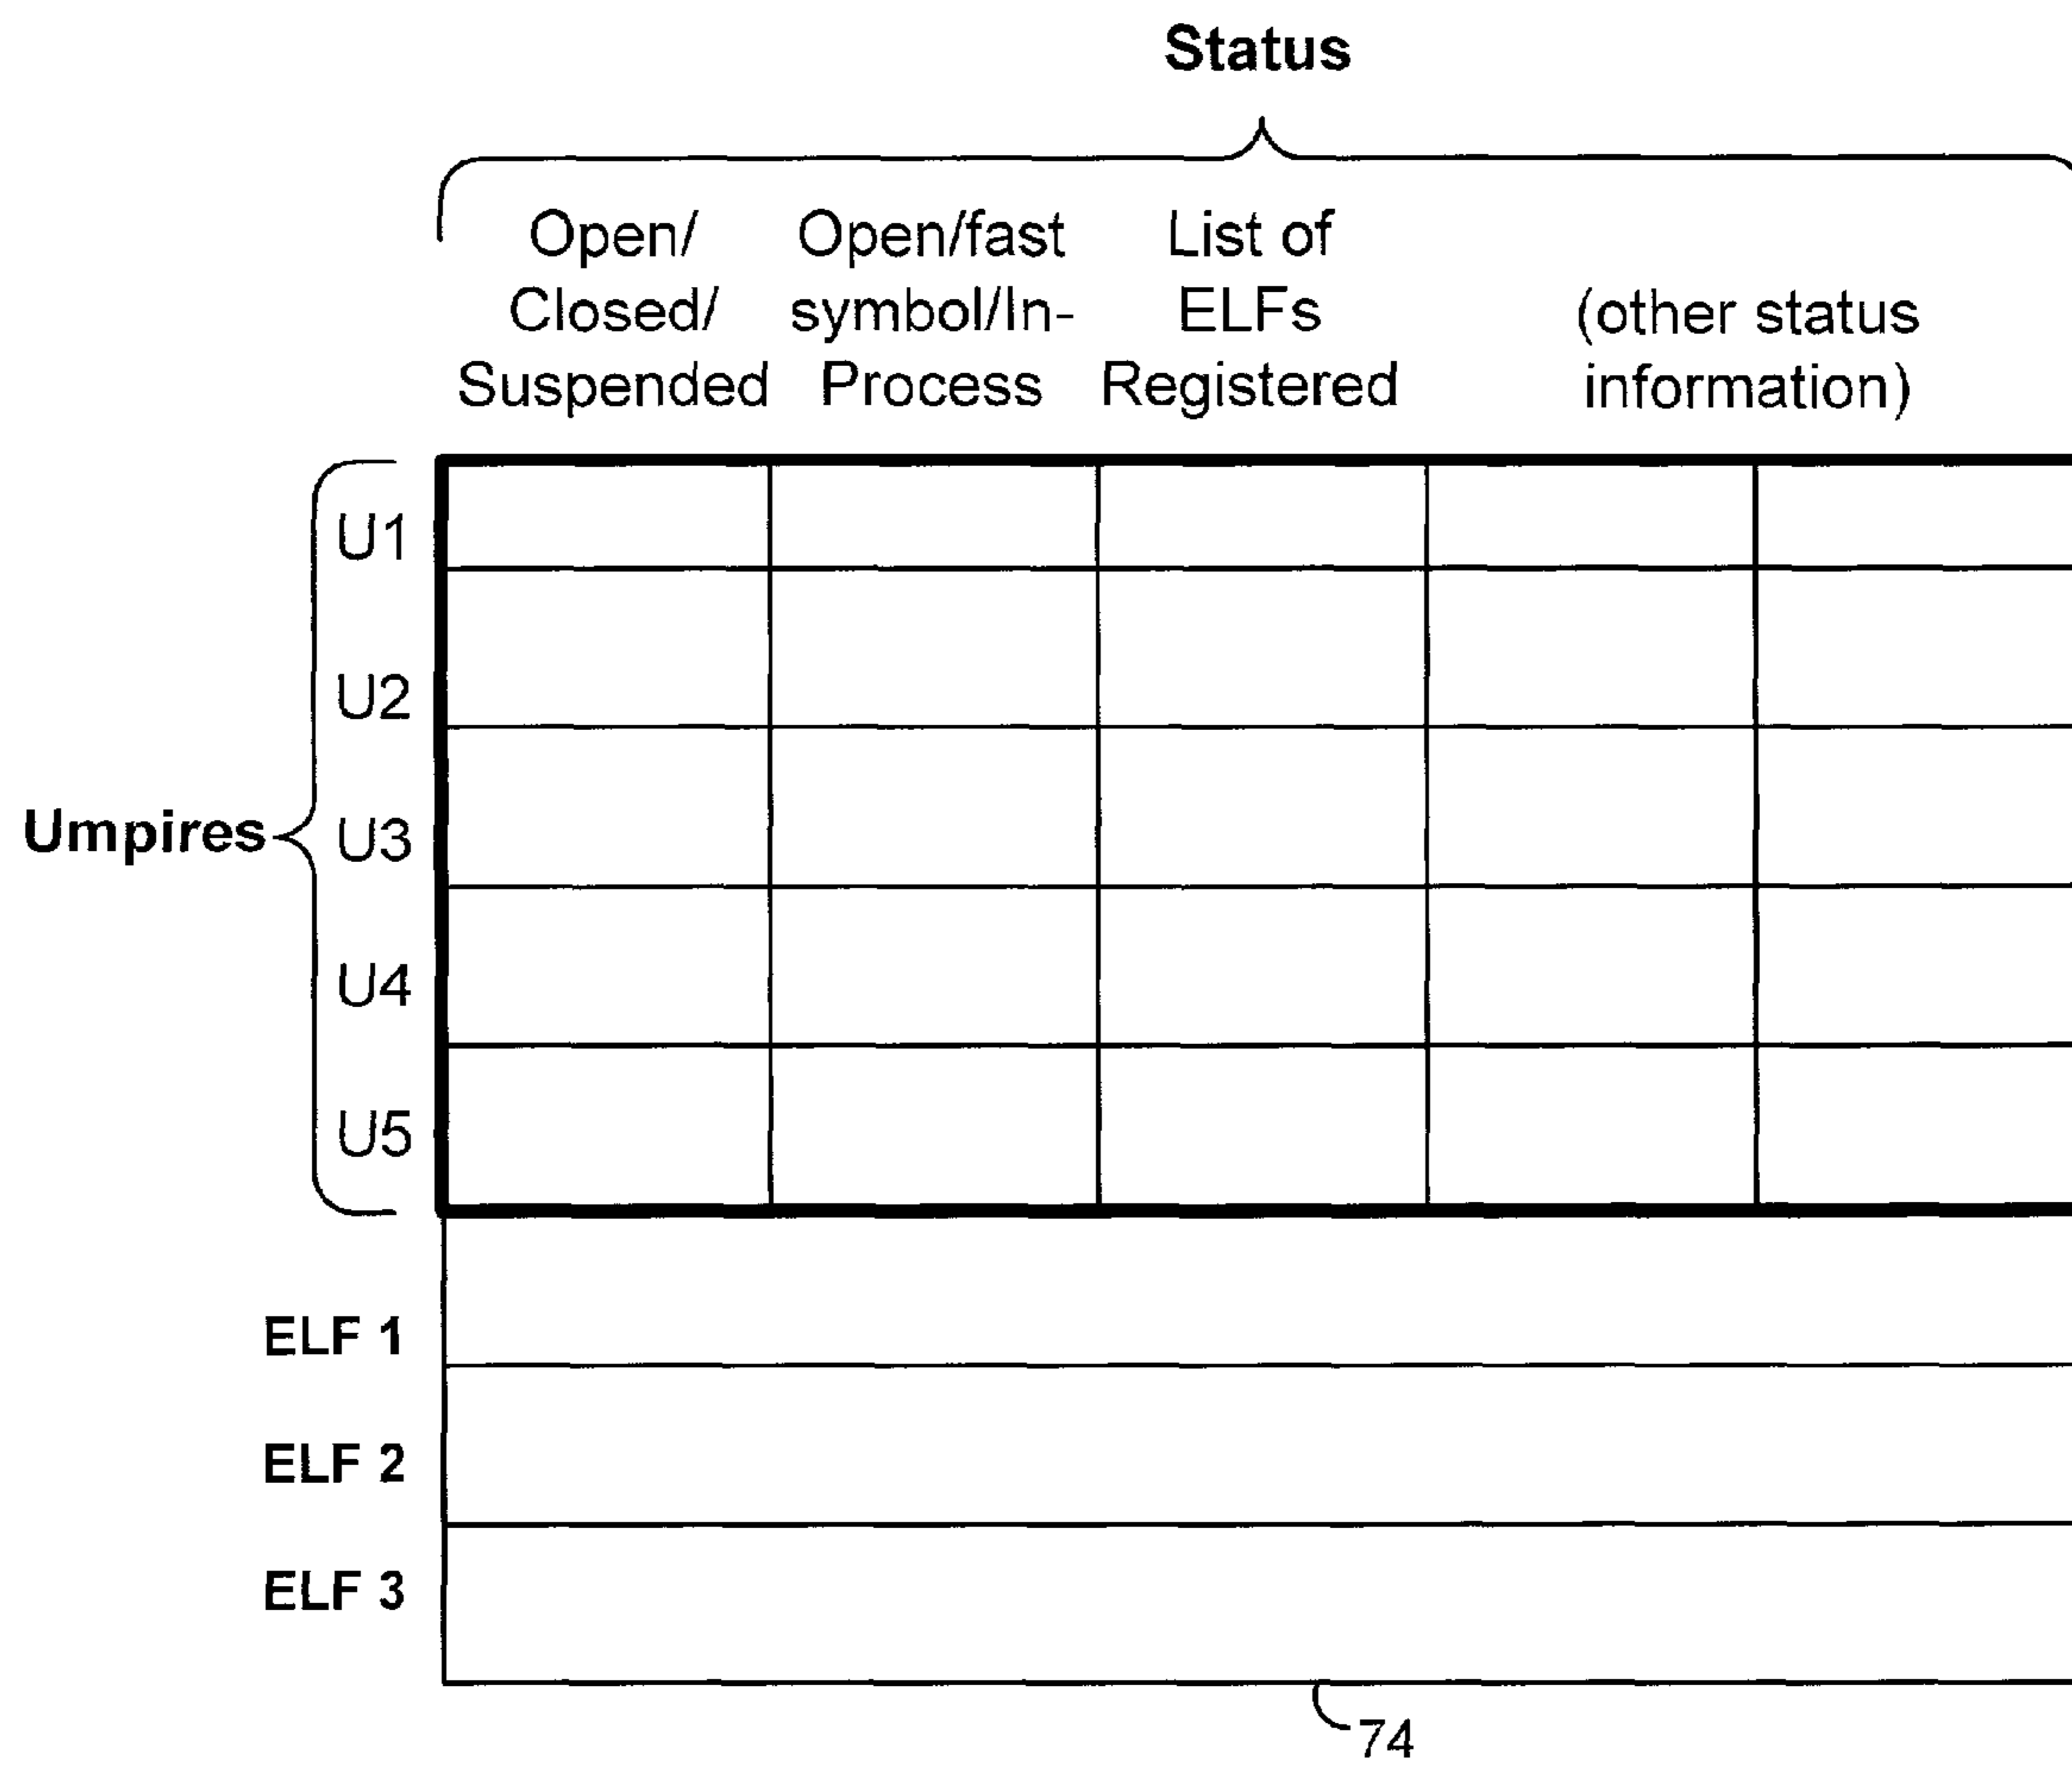 Status
Open/
Closed/
Suspended
Open/fast
symbol/In-
Process
List of
ELFs
Registered
(other status
information)
Umpires
U1
U2
U3
U4
U5
ELF 1
ELF 2
ELF 3
74